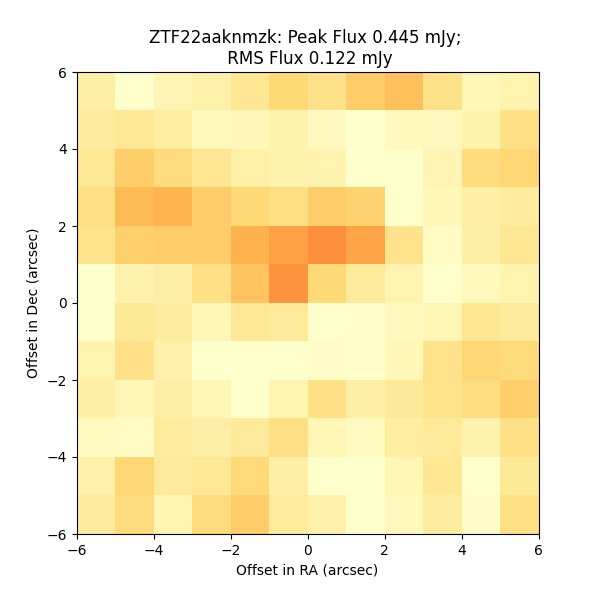 ZTF22aaknmzk: Peak Flux 0.445 mJy;
RMS Flux 0.122 mJy
6
4
2
0
−2
−4
−6
Offset in Dec (arcsec)
−6 −4 −2 0 2 4 6
Offset in RA (arcsec)